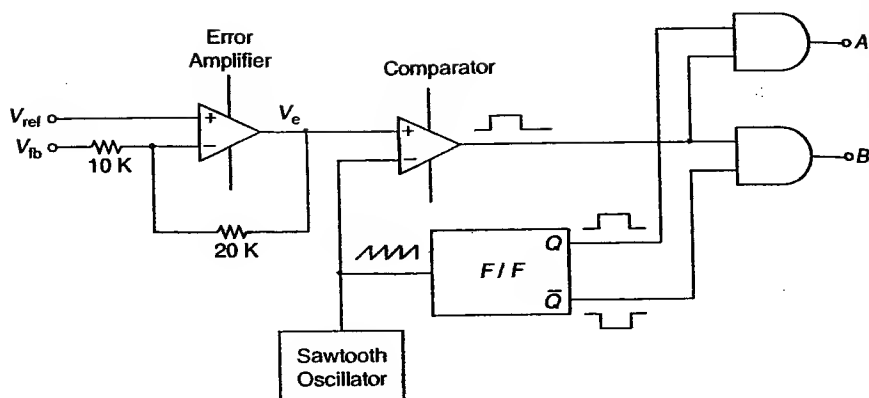 Error
Amplifier
Comparator
A
V_ref
V_e
+
+
V_fb
10 K
−
−
B
20 K
Q
F / F
Q̅
Sawtooth
Oscillator